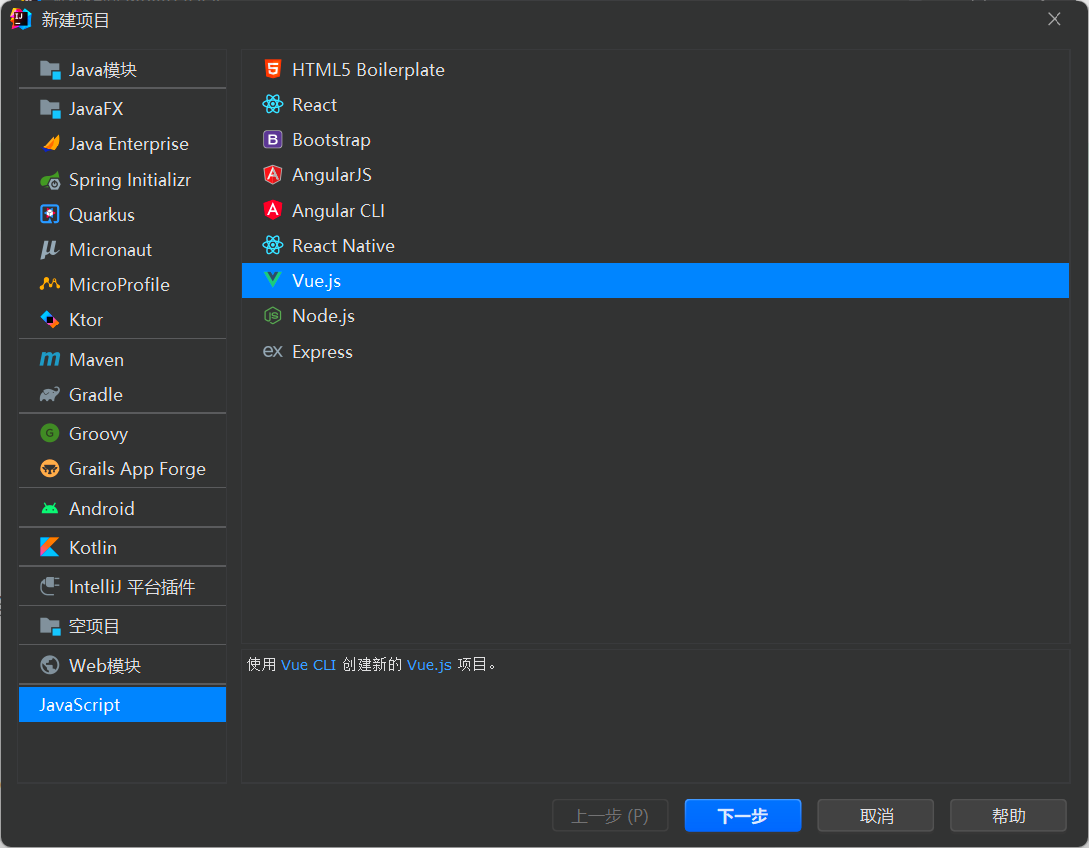 新建项目
Java模块
JavaFX
Java Enterprise
Spring Initializr
Quarkus
Micronaut
MicroProfile
Ktor
Maven
Gradle
Groovy
Grails App Forge
Android
Kotlin
IntelliJ 平台插件
空项目
Web模块
JavaScript
HTML5 Boilerplate
React
Bootstrap
AngularJS
Angular CLI
React Native
Vue.js
Node.js
ex Express
使用 Vue CLI 创建新的 Vue.js 项目。
上一步 (P)
下一步
取消
帮助